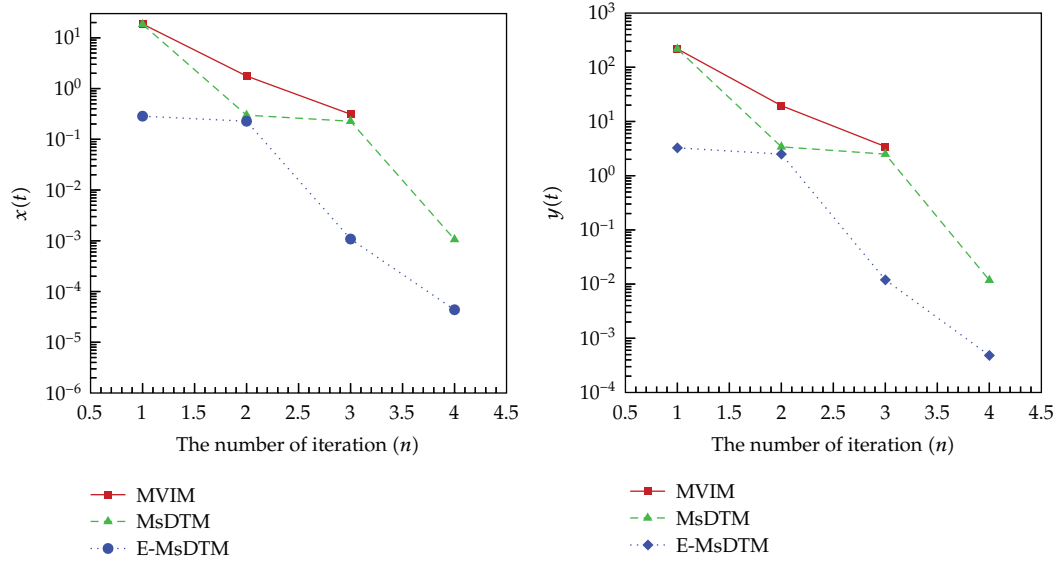 x(t)
10^1
10^0
10^−1
10^−2
10^−3
10^−4
10^−5
10^−6
0.5 1 1.5 2 2.5 3 3.5 4 4.5
The number of iteration (n)
MVIM
MsDTM
E-MsDTM
y(t)
10^3
10^2
10^1
10^0
10^−1
10^−2
10^−3
10^−4
0.5 1 1.5 2 2.5 3 3.5 4 4.5
The number of iteration (n)
MVIM
MsDTM
E-MsDTM